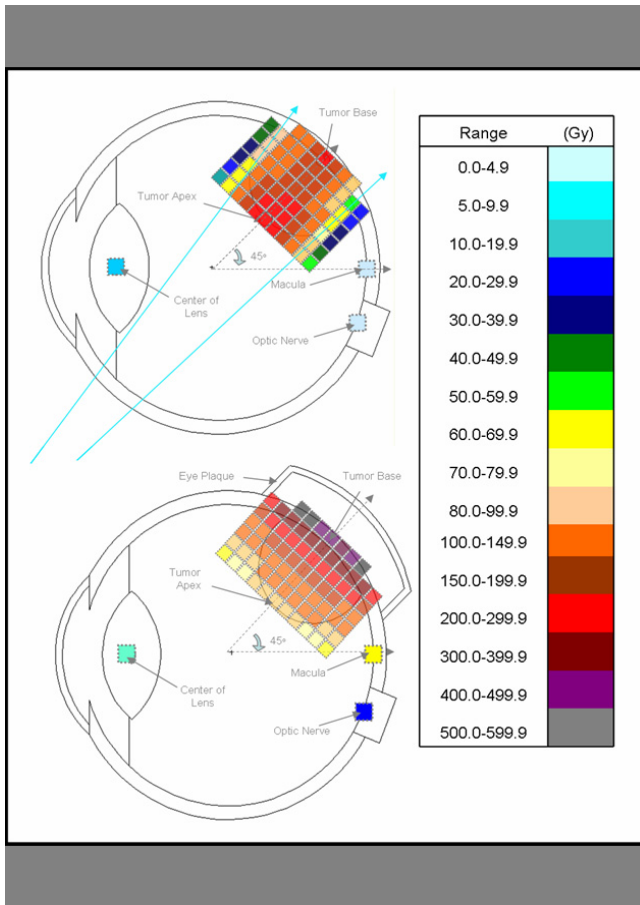 Tumor Base
Tumor Apex
45°
Macula
Center of
Lens
Optic Nerve
Eye Plaque
Tumor Base
Tumor
Apex
45°
Macula
Center of
Lens
Optic Nerve
Range (Gy)
0.0-4.9
5.0-9.9
10.0-19.9
20.0-29.9
30.0-39.9
40.0-49.9
50.0-59.9
60.0-69.9
70.0-79.9
80.0-99.9
100.0-149.9
150.0-199.9
200.0-299.9
300.0-399.9
400.0-499.9
500.0-599.9